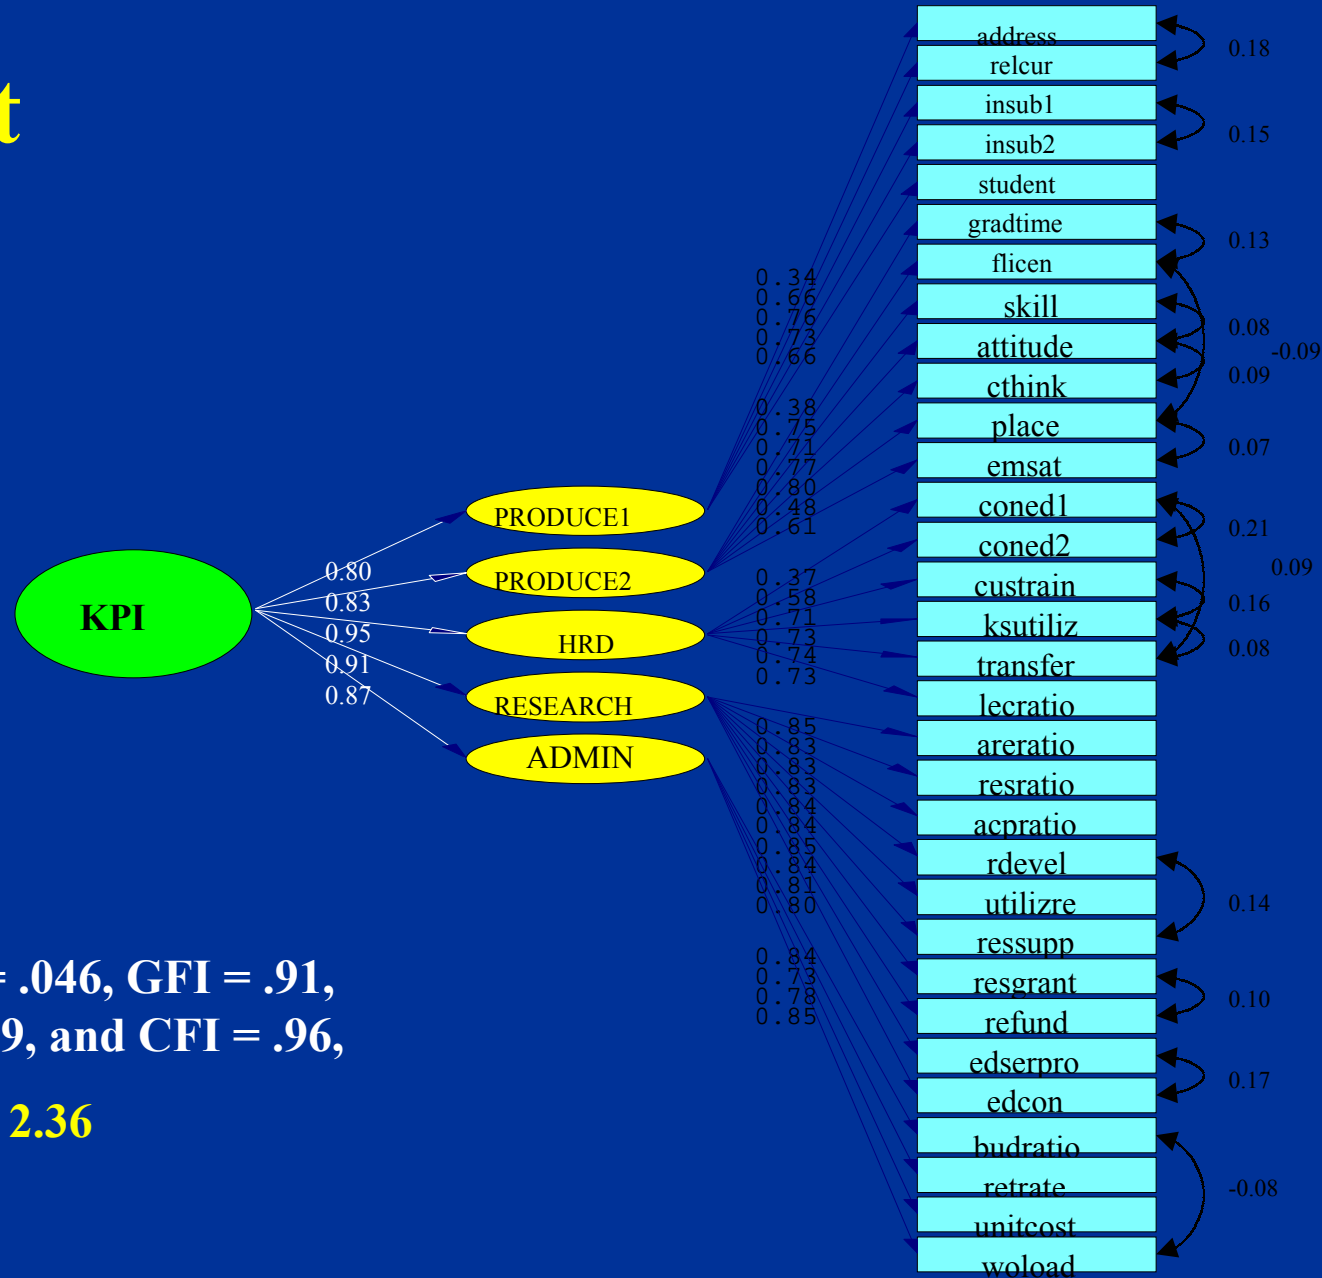 t
KPI
0.80
0.83
0.95
0.91
0.87
PRODUCE1
PRODUCE2
HRD
RESEARCH
ADMIN
0.34
0.66
0.76
0.73
0.66
0.38
0.75
0.71
0.77
0.80
0.48
0.61
0.37
0.58
0.71
0.73
0.74
0.73
0.85
0.83
0.83
0.83
0.84
0.84
0.85
0.84
0.81
0.80
0.84
0.73
0.78
0.85
address
relcur
insub1
insub2
student
gradtime
flicen
skill
attitude
cthink
place
emsat
coned1
coned2
custrain
ksutiliz
transfer
lecratio
areratio
resratio
acpratio
rdevel
utilizre
ressupp
resgrant
refund
edserpro
edcon
budratio
retrate
unitcost
woload
0.18
0.15
0.13
0.08
-0.09
0.09
0.07
0.21
0.09
0.16
0.08
0.14
0.10
0.17
-0.08
= .046, GFI = .91,
9, and CFI = .96,
2.36